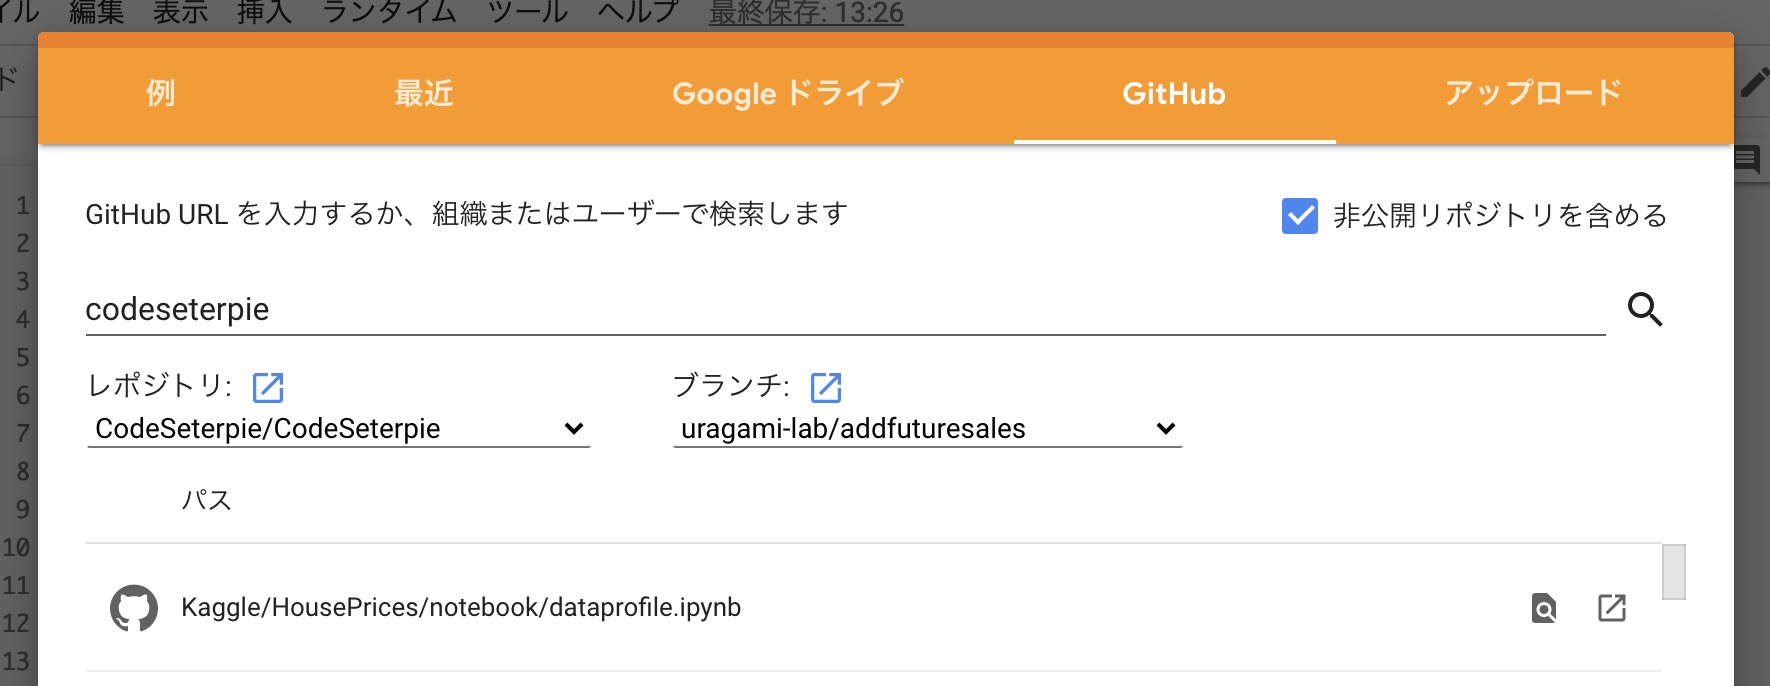 編集 表示 挿入 ランタイム ツール ヘルプ 最終保存: 13:26
例 最近 Google ドライブ GitHub アップロード
GitHub URL を入力するか、組織またはユーザーで検索します
非公開リポジトリを含める
codeseterpie
レポジトリ: ブランチ:
CodeSeterpie/CodeSeterpie uragami-lab/addfuturesales
パス
Kaggle/HousePrices/notebook/dataprofile.ipynb
1
2
3
4
5
6
7
8
9
10
11
12
13